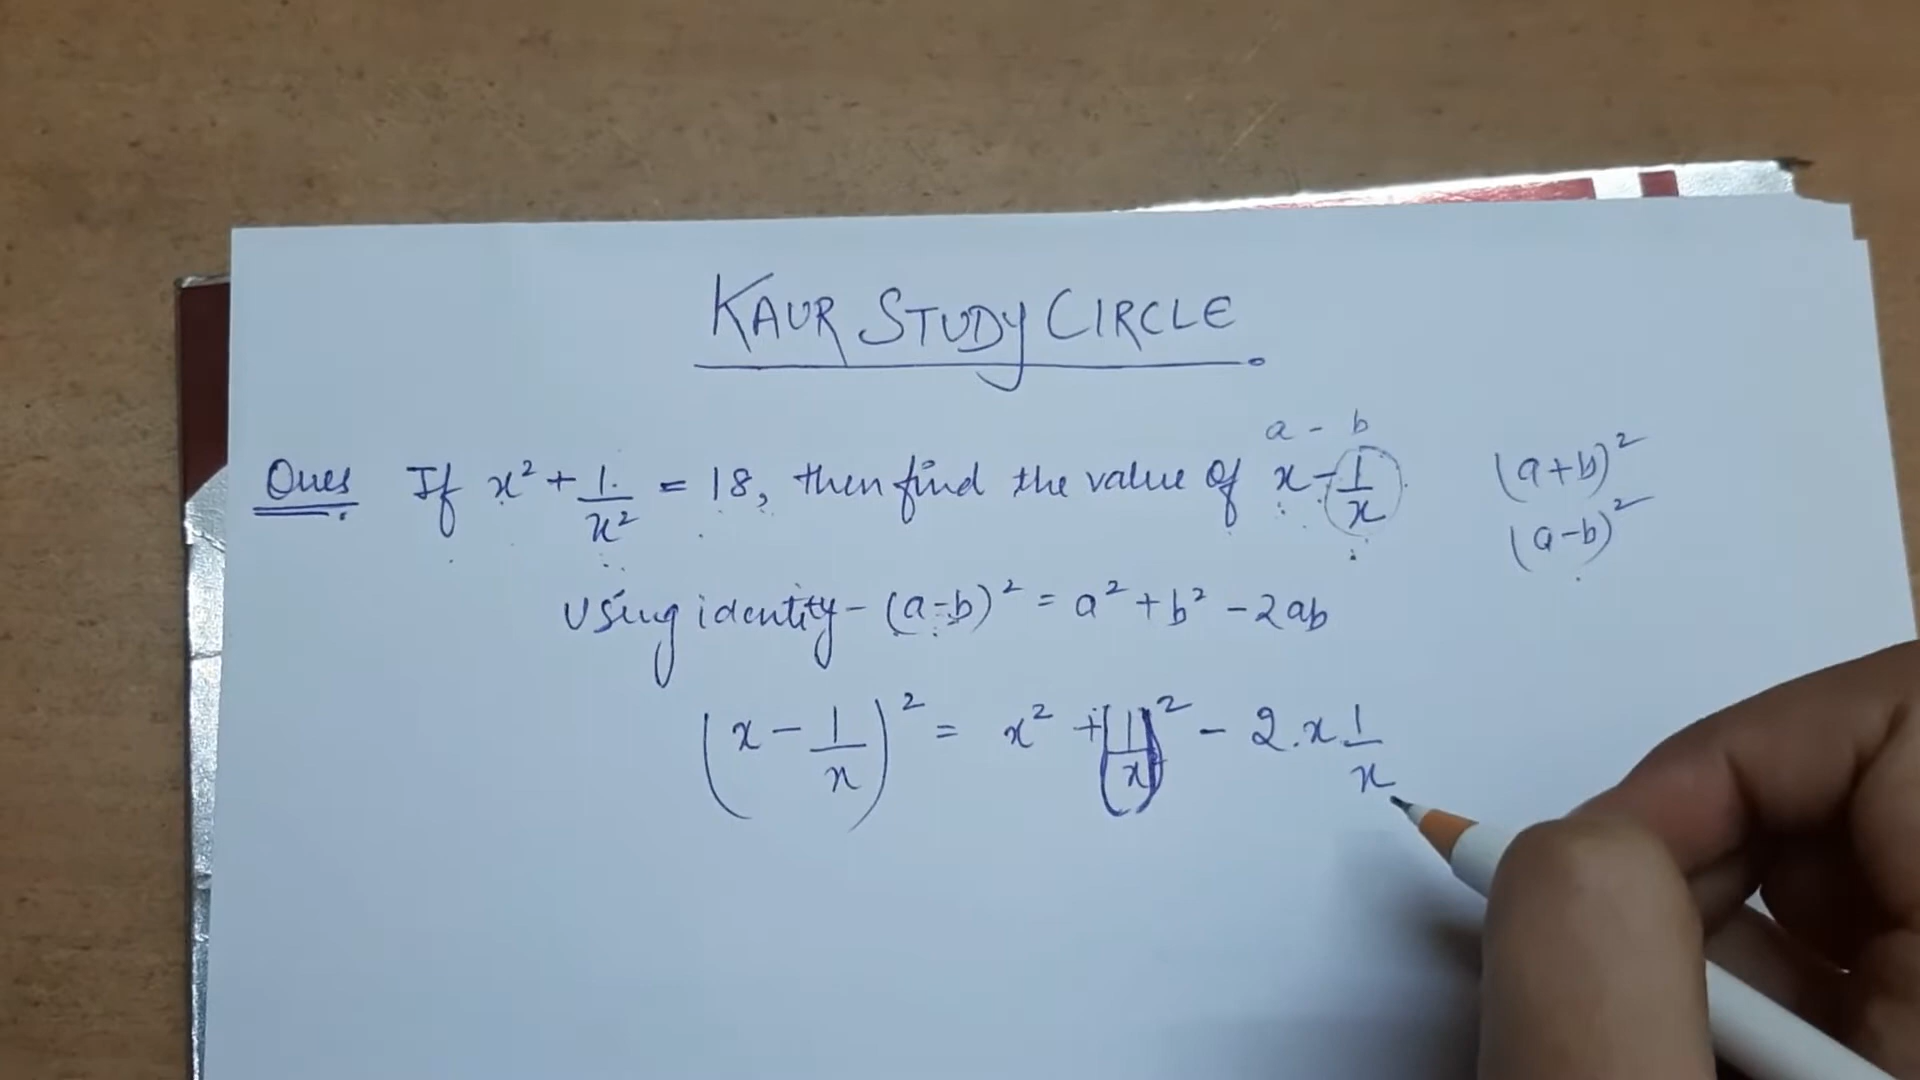 KAUR STUDY CIRCLE.
a - b
Ques If x² + 1/x² = 18, then find the value of x - 1/x
(a+b)²
(a-b)²
using identity - (a-b)² = a² + b² - 2ab
(x - 1/x)² = x² + (1/x)² - 2.x 1/x